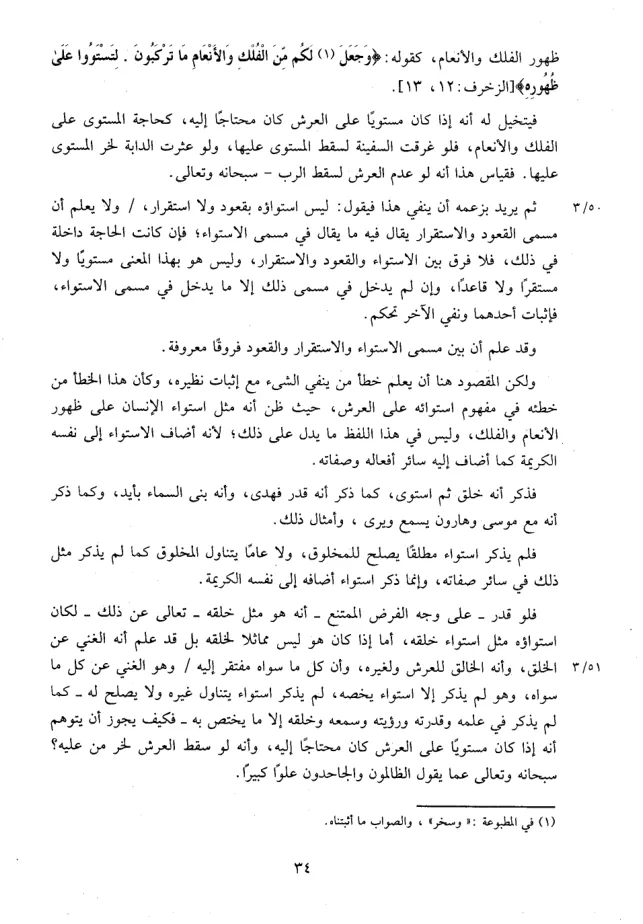 ظهور الفلك والأنعام، كقوله: ﴿وَجَعَلَ (١) لَكُم مِّنَ الْفُلْكِ وَالأَنْعَامِ مَا تَرْكَبُونَ . لِتَسْتَوُوا عَلَىٰ
ظُهُورِهِ﴾[الزخرف: ١٢، ١٣].
فيتخيل له أنه إذا كان مستويًا على العرش كان محتاجًا إليه، كحاجة المستوى على
الفلك والأنعام، فلو غرقت السفينة لسقط المستوى عليها، ولو عثرت الدابة لخر المستوى
عليها. فقياس هذا أنه لو عدم العرش لسقط الرب – سبحانه وتعالى.
٣/٥٠ ثم يريد بزعمه أن ينفي هذا فيقول: ليس استواؤه بقعود ولا استقرار، / ولا يعلم أن
مسمى القعود والاستقرار يقال فيه ما يقال في مسمى الاستواء؛ فإن كانت الحاجة داخلة
في ذلك، فلا فرق بين الاستواء والقعود والاستقرار، وليس هو بهذا المعنى مستويًا ولا
مستقرًا ولا قاعدًا، وإن لم يدخل في مسمى ذلك إلا ما يدخل في مسمى الاستواء،
فإثبات أحدهما ونفي الآخر تحكم.
وقد علم أن بين مسمى الاستواء والاستقرار والقعود فروقًا معروفة.
ولكن المقصود هنا أن يعلم خطأ من ينفي الشىء مع إثبات نظيره، وكأن هذا الخطأ من
خطئه في مفهوم استوائه على العرش، حيث ظن أنه مثل استواء الإنسان على ظهور
الأنعام والفلك، وليس في هذا اللفظ ما يدل على ذلك؛ لأنه أضاف الاستواء إلى نفسه
الكريمة كما أضاف إليه سائر أفعاله وصفاته.
فذكر أنه خلق ثم استوى، كما ذكر أنه قدر فهدى، وأنه بنى السماء بأيد، وكما ذكر
أنه مع موسى وهارون يسمع ويرى ، وأمثال ذلك.
فلم يذكر استواء مطلقًا يصلح للمخلوق، ولا عامًا يتناول المخلوق كما لم يذكر مثل
ذلك في سائر صفاته، وإنما ذكر استواء أضافه إلى نفسه الكريمة.
فلو قدر ـ على وجه الفرض الممتنع ـ أنه هو مثل خلقه ـ تعالى عن ذلك ـ لكان
استواؤه مثل استواء خلقه، أما إذا كان هو ليس مماثلا لخلقه بل قد علم أنه الغني عن
٣/٥١ الخلق، وأنه الخالق للعرش ولغيره، وأن كل ما سواه مفتقر إليه / وهو الغني عن كل ما
سواه، وهو لم يذكر إلا استواء يخصه، لم يذكر استواء يتناول غيره ولا يصلح له ـ كما
لم يذكر في علمه وقدرته ورؤيته وسمعه وخلقه إلا ما يختص به ـ فكيف يجوز أن يتوهم
أنه إذا كان مستويًا على العرش كان محتاجًا إليه، وأنه لو سقط العرش لخر من عليه؟
سبحانه وتعالى عما يقول الظالمون والجاحدون علوًا كبيرًا.
(١) في المطبوعة :« وسخر» ، والصواب ما أثبتناه.
٣٤